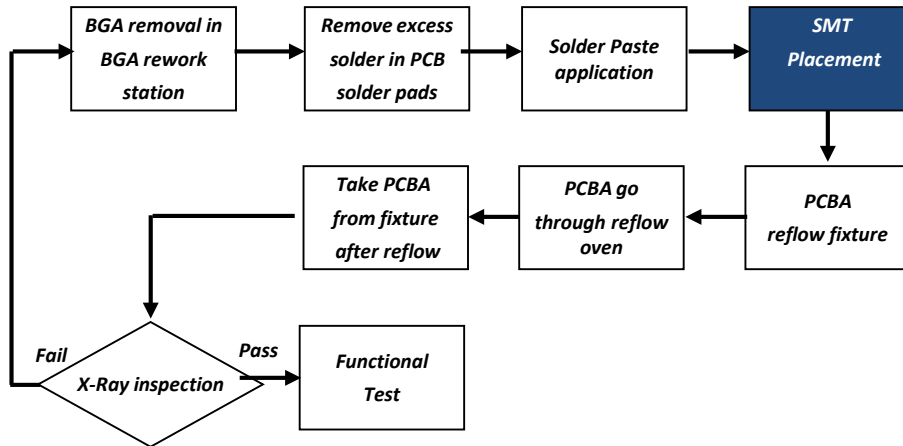 BGA removal in
BGA rework
station
Remove excess
solder in PCB
solder pads
Solder Paste
application
SMT
Placement
Take PCBA
from fixture
after reflow
PCBA go
through reflow
oven
PCBA
reflow fixture
Fail
Pass
X-Ray inspection
Functional
Test